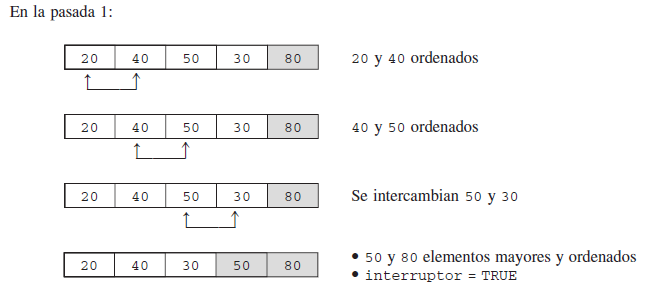 En la pasada 1:
20 40 50 30 80 20 y 40 ordenados
20 40 50 30 80 40 y 50 ordenados
20 40 50 30 80 Se intercambian 50 y 30
20 40 30 50 80
• 50 y 80 elementos mayores y ordenados
• interruptor = TRUE